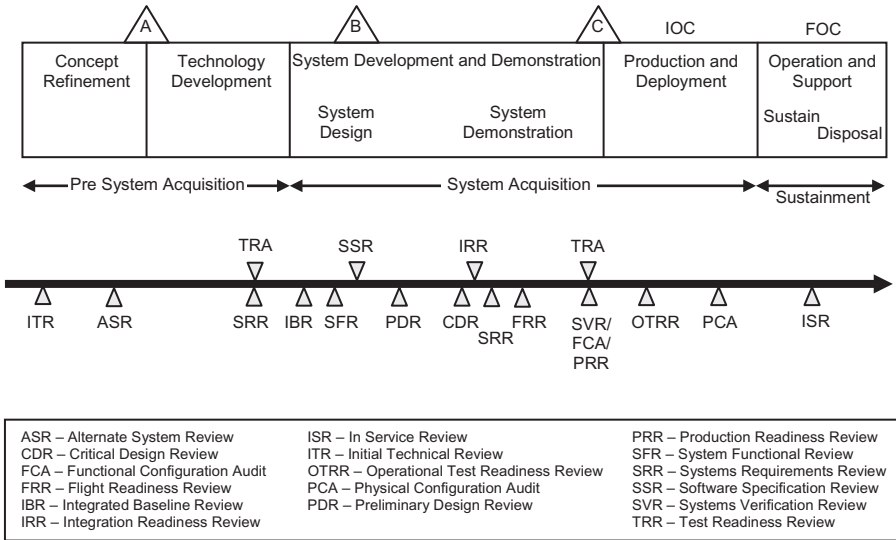 A
B
C
IOC
FOC
Concept
Refinement
Technology
Development
System Development and Demonstration
System
Design
System
Demonstration
Production and
Deployment
Operation and
Support
Sustain
Disposal
Pre System Acquisition
System Acquisition
Sustainment
TRA
SSR
IRR
TRA
ITR
ASR
SRR
IBR
SFR
PDR
CDR
SRR
FRR
SVR/
FCA/
PRR
OTRR
PCA
ISR
ASR – Alternate System Review
CDR – Critical Design Review
FCA – Functional Configuration Audit
FRR – Flight Readiness Review
IBR – Integrated Baseline Review
IRR – Integration Readiness Review
ISR – In Service Review
ITR – Initial Technical Review
OTRR – Operational Test Readiness Review
PCA – Physical Configuration Audit
PDR – Preliminary Design Review
PRR – Production Readiness Review
SFR – System Functional Review
SRR – Systems Requirements Review
SSR – Software Specification Review
SVR – Systems Verification Review
TRR – Test Readiness Review